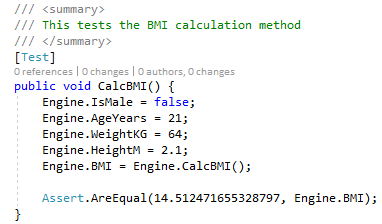 /// <summary>
/// This tests the BMI calculation method
/// </summary>
[Test]
0 references | 0 changes | 0 authors, 0 changes
public void CalcBMI() {
    Engine.IsMale = false;
    Engine.AgeYears = 21;
    Engine.WeightKG = 64;
    Engine.HeightM = 2.1;
    Engine.BMI = Engine.CalcBMI();

    Assert.AreEqual(14.512471655328797, Engine.BMI);
}